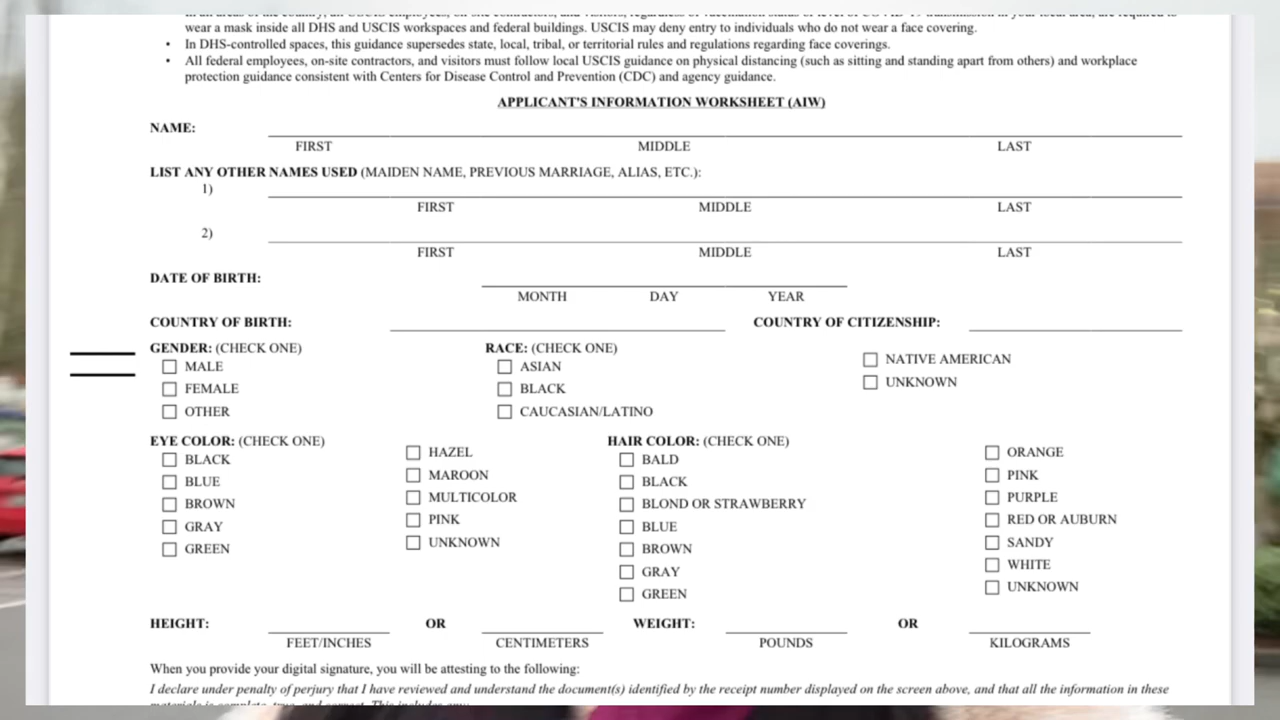 wear a mask inside all DHS and USCIS workspaces and federal buildings. USCIS may deny entry to individuals who do not wear a face covering.
• In DHS-controlled spaces, this guidance supersedes state, local, tribal, or territorial rules and regulations regarding face coverings.
• All federal employees, on-site contractors, and visitors must follow local USCIS guidance on physical distancing (such as sitting and standing apart from others) and workplace
protection guidance consistent with Centers for Disease Control and Prevention (CDC) and agency guidance.
APPLICANT'S INFORMATION WORKSHEET (AIW)
NAME:
FIRST MIDDLE LAST
LIST ANY OTHER NAMES USED (MAIDEN NAME, PREVIOUS MARRIAGE, ALIAS, ETC.):
1)
FIRST MIDDLE LAST
2)
FIRST MIDDLE LAST
DATE OF BIRTH:
MONTH DAY YEAR
COUNTRY OF BIRTH: COUNTRY OF CITIZENSHIP:
GENDER: (CHECK ONE)
MALE
FEMALE
OTHER
RACE: (CHECK ONE)
ASIAN
BLACK
CAUCASIAN/LATINO
NATIVE AMERICAN
UNKNOWN
EYE COLOR: (CHECK ONE)
BLACK
BLUE
BROWN
GRAY
GREEN
HAZEL
MAROON
MULTICOLOR
PINK
UNKNOWN
HAIR COLOR: (CHECK ONE)
BALD
BLACK
BLOND OR STRAWBERRY
BLUE
BROWN
GRAY
GREEN
ORANGE
PINK
PURPLE
RED OR AUBURN
SANDY
WHITE
UNKNOWN
HEIGHT: OR WEIGHT: OR
FEET/INCHES CENTIMETERS POUNDS KILOGRAMS
When you provide your digital signature, you will be attesting to the following:
I declare under penalty of perjury that I have reviewed and understand the document(s) identified by the receipt number displayed on the screen above, and that all the information in these